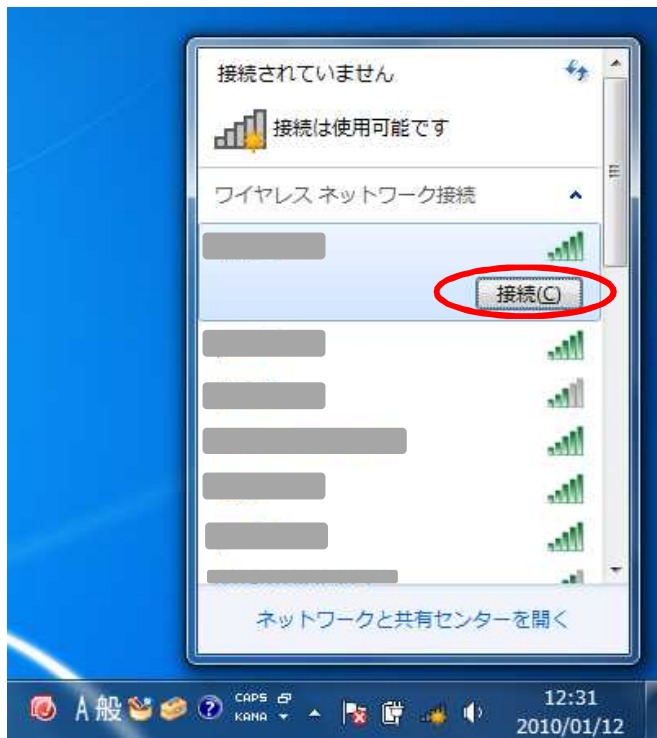 接続されていません
接続は使用可能です
ワイヤレス ネットワーク接続
接続(C)
ネットワークと共有センターを開く
A般
CAPS
KANA
12:31
2010/01/12